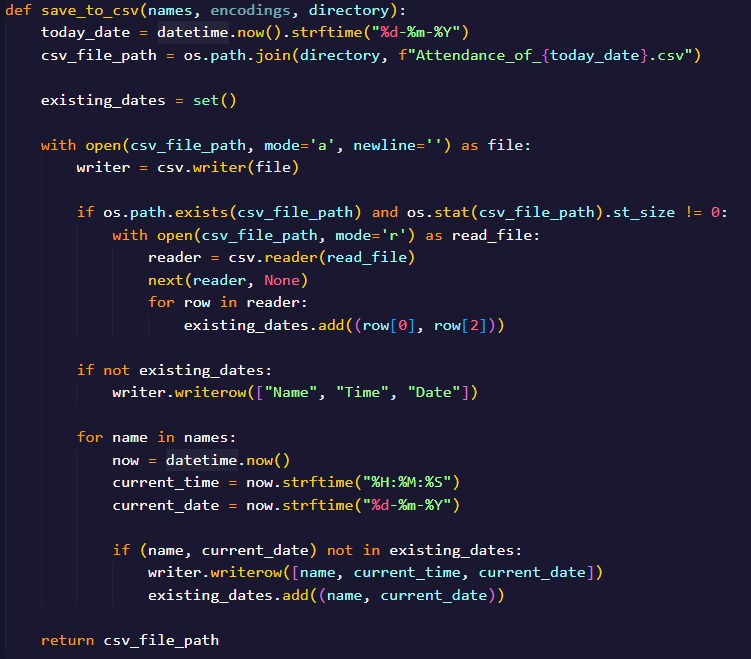 def save_to_csv(names, encodings, directory):
    today_date = datetime.now().strftime("%d-%m-%Y")
    csv_file_path = os.path.join(directory, f"Attendance_of_{today_date}.csv")

    existing_dates = set()

    with open(csv_file_path, mode='a', newline='') as file:
        writer = csv.writer(file)

        if os.path.exists(csv_file_path) and os.stat(csv_file_path).st_size != 0:
            with open(csv_file_path, mode='r') as read_file:
                reader = csv.reader(read_file)
                next(reader, None)
                for row in reader:
                    existing_dates.add((row[0], row[2]))

        if not existing_dates:
            writer.writerow(["Name", "Time", "Date"])

        for name in names:
            now = datetime.now()
            current_time = now.strftime("%H:%M:%S")
            current_date = now.strftime("%d-%m-%Y")

            if (name, current_date) not in existing_dates:
                writer.writerow([name, current_time, current_date])
                existing_dates.add((name, current_date))

    return csv_file_path